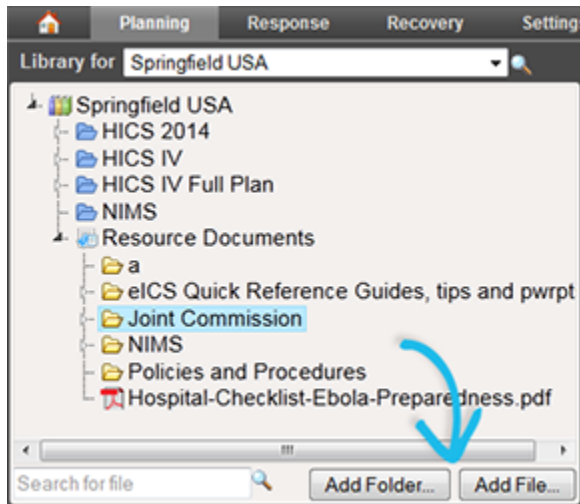 Planning Response Recovery Setting
Library for Springfield USA
Springfield USA
HICS 2014
HICS IV
HICS IV Full Plan
NIMS
Resource Documents
a
eICS Quick Reference Guides, tips and pwrpt
Joint Commission
NIMS
Policies and Procedures
Hospital-Checklist-Ebola-Preparedness.pdf
Search for file Add Folder... Add File...